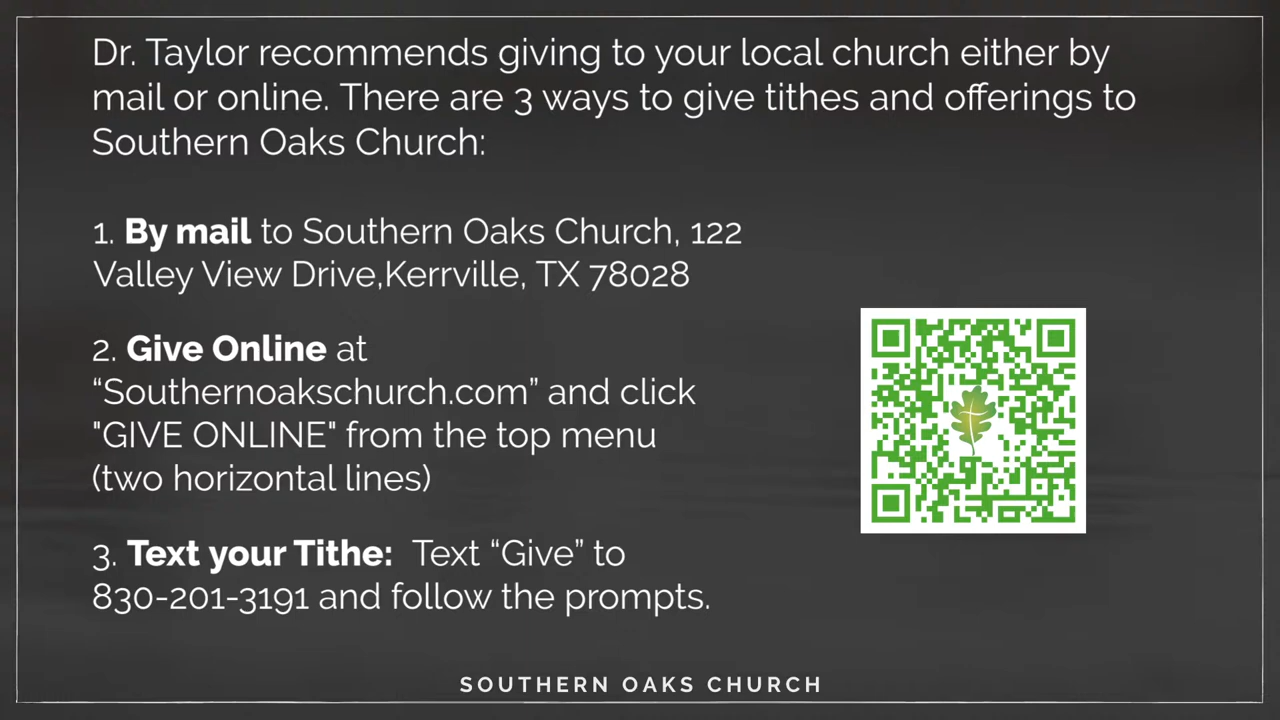 Dr. Taylor recommends giving to your local church either by
mail or online. There are 3 ways to give tithes and offerings to
Southern Oaks Church:
1. By mail to Southern Oaks Church, 122
Valley View Drive,Kerrville, TX 78028
2. Give Online at
“Southernoakschurch.com” and click
"GIVE ONLINE" from the top menu
(two horizontal lines)
3. Text your Tithe: Text “Give” to
830-201-3191 and follow the prompts.
SOUTHERN OAKS CHURCH